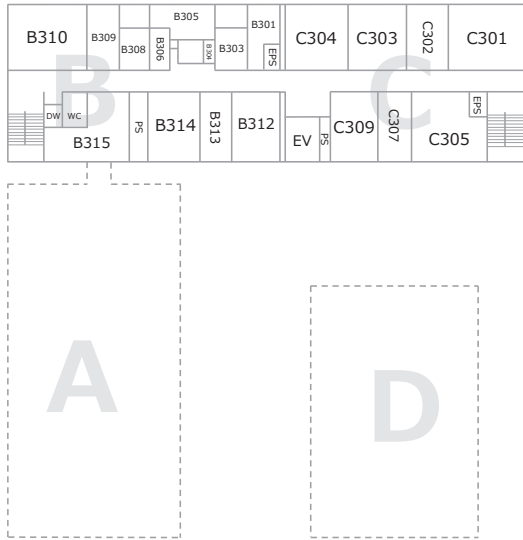 B310
B309
B308
B306
B305
B304
B303
B301
EPS
C304
C303
C302
C301
B
C
DW
WC
B315
PS
B314
B313
B312
EV
PS
C309
C307
C305
EPS
A
D